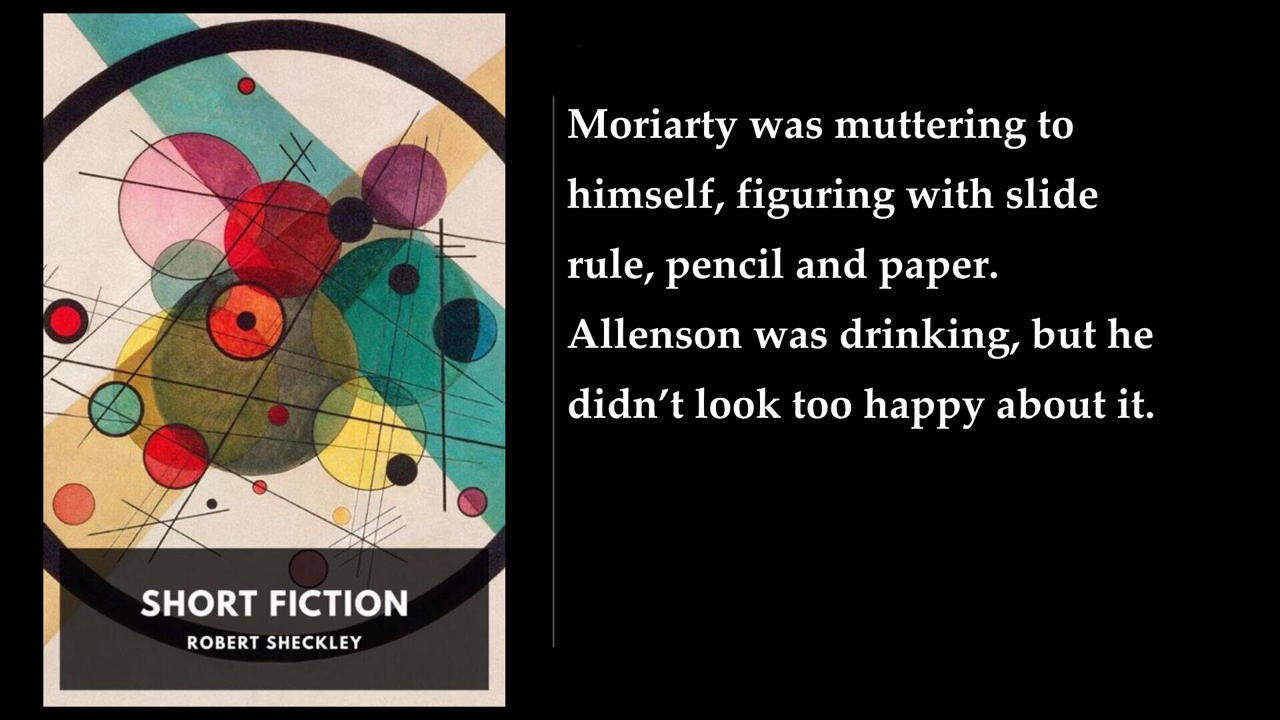 SHORT FICTION
ROBERT SHECKLEY
Moriarty was muttering to
himself, figuring with slide
rule, pencil and paper.
Allenson was drinking, but he
didn’t look too happy about it.